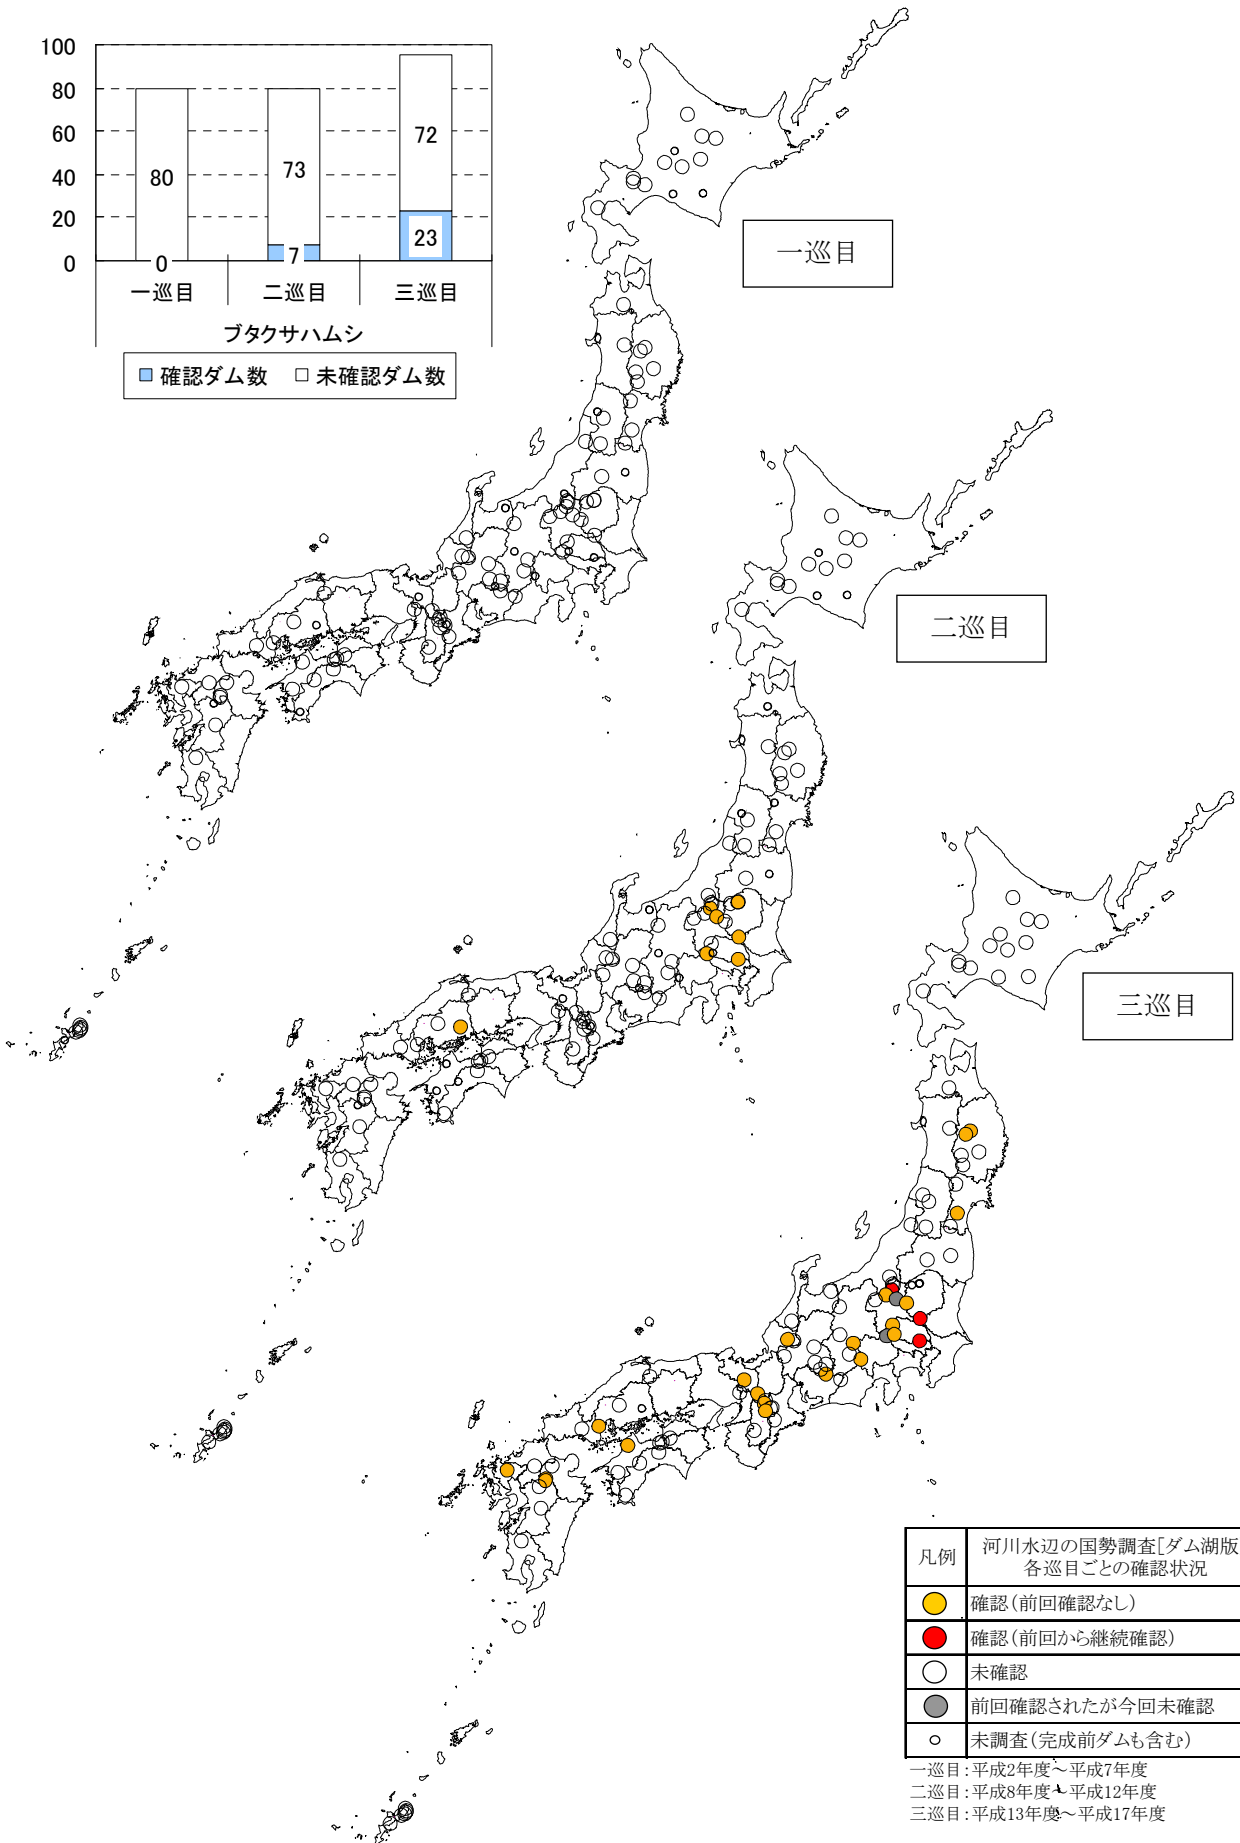 100
80
60
40
20
0
80
0
73
7
72
23
一巡目 二巡目 三巡目
ブタクサハムシ
確認ダム数 未確認ダム数
一巡目
二巡目
三巡目
凡例 河川水辺の国勢調査[ダム湖版
各巡目ごとの確認状況
確認(前回確認なし)
確認(前回から継続確認)
未確認
前回確認されたが今回未確認
未調査(完成前ダムも含む)
一巡目:平成2年度～平成7年度
二巡目:平成8年度～平成12年度
三巡目:平成13年度～平成17年度